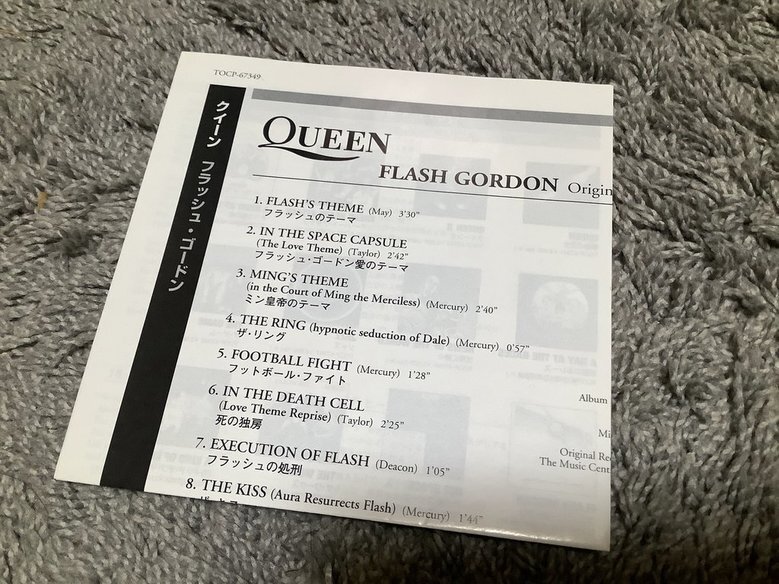 TOCP-67349
クイーン フラッシュ・ゴードン
QUEEN
FLASH GORDON Origin
1. FLASH'S THEME (May) 3'30"
フラッシュのテーマ
2. IN THE SPACE CAPSULE
(The Love Theme) (Taylor) 2'42"
フラッシュ・ゴードン愛のテーマ
3. MING'S THEME
(in the Court of Ming the Merciless) (Mercury) 2'40"
ミン皇帝のテーマ
4. THE RING (hypnotic seduction of Dale) (Mercury) 0'57"
ザ・リング
5. FOOTBALL FIGHT (Mercury) 1'28"
フットボール・ファイト
Album
6. IN THE DEATH CELL
(Love Theme Reprise) (Taylor) 2'25"
死の独房
Mi
7. EXECUTION OF FLASH (Deacon) 1'05"
フラッシュの処刑
Original Re
The Music Cent
8. THE KISS (Aura Resurrects Flash) (Mercury) 1'44"